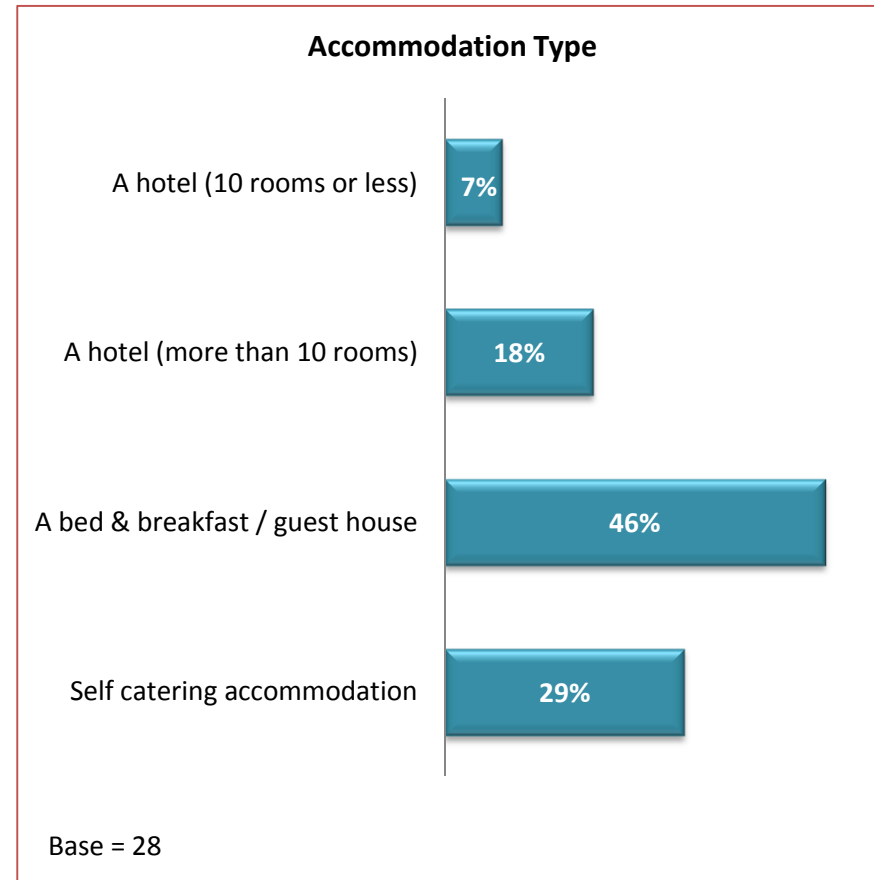 Accommodation Type
A hotel (10 rooms or less)
7%
A hotel (more than 10 rooms)
18%
A bed & breakfast / guest house
46%
Self catering accommodation
29%
Base = 28